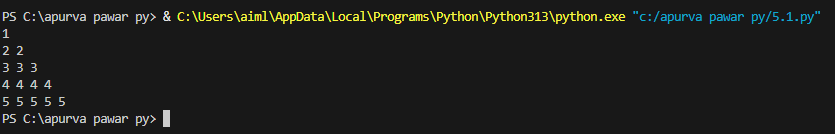 PS C:\apurva pawar py> & C:\Users\aiml\AppData\Local\Programs\Python\Python313\python.exe "c:/apurva pawar py/5.1.py"
1
2 2
3 3 3
4 4 4 4
5 5 5 5 5
PS C:\apurva pawar py>